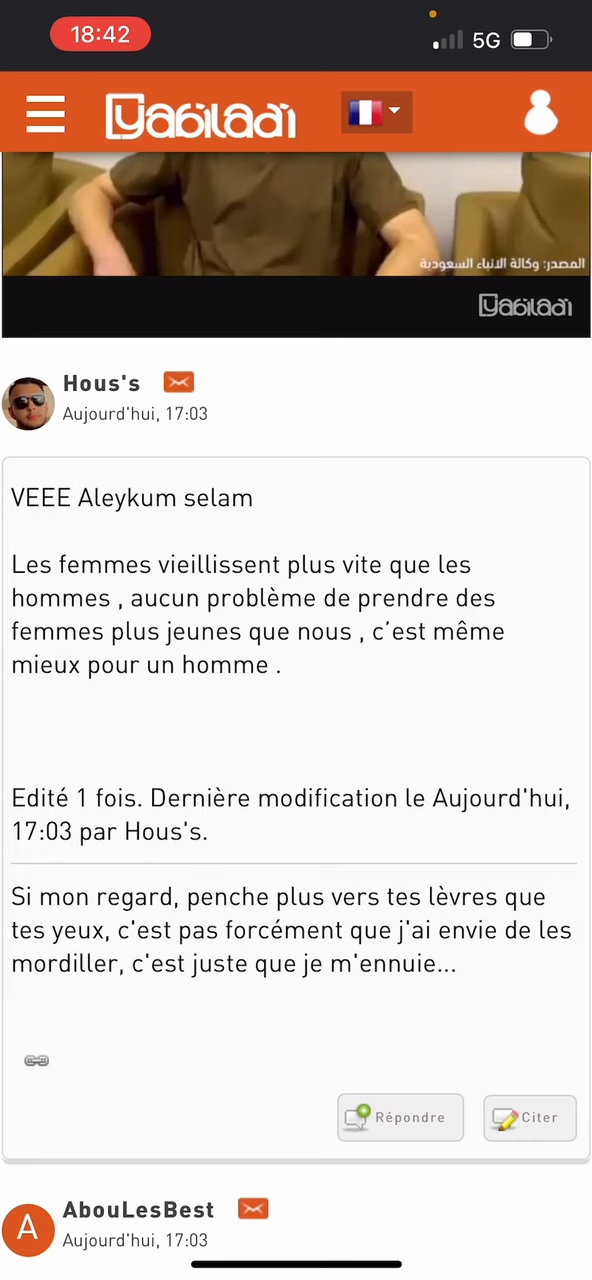 18:42
5G
Yabiladi
المصدر: وكالة الانباء السعودية
Yabiladi
Hous's
Aujourd'hui, 17:03
VEEE Aleykum selam
Les femmes vieillissent plus vite que les
hommes , aucun problème de prendre des
femmes plus jeunes que nous , c’est même
mieux pour un homme .
Edité 1 fois. Dernière modification le Aujourd'hui,
17:03 par Hous's.
Si mon regard, penche plus vers tes lèvres que
tes yeux, c'est pas forcément que j'ai envie de les
mordiller, c'est juste que je m'ennuie...
Répondre
Citer
A
AbouLesBest
Aujourd'hui, 17:03